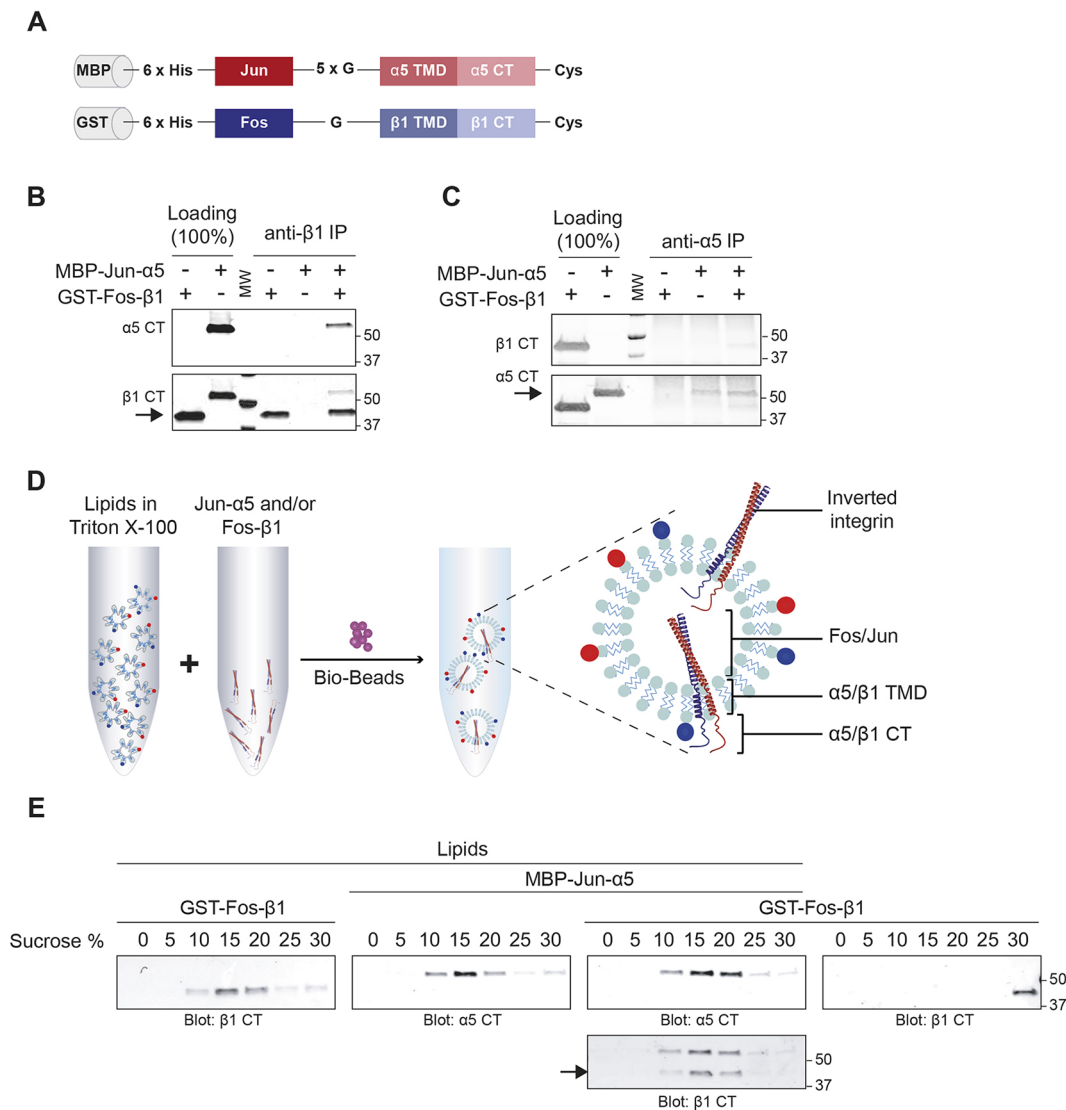 A
MBP 6 x His Jun 5 x G α5 TMD α5 CT Cys
GST 6 x His Fos G β1 TMD β1 CT Cys
B
Loading
(100%)
anti-β1 IP
MBP-Jun-α5 - + - + +
GST-Fos-β1 + - + - +
MW
α5 CT
50
37
β1 CT
50
37
C
Loading
(100%)
anti-α5 IP
MBP-Jun-α5 - + - + +
GST-Fos-β1 + - + - +
MW
β1 CT
50
37
α5 CT
50
37
D
Lipids in
Triton X-100
+
Jun-α5 and/or
Fos-β1
Bio-Beads
Inverted
integrin
Fos/Jun
α5/β1 TMD
α5/β1 CT
E
Lipids
MBP-Jun-α5
GST-Fos-β1
GST-Fos-β1
Sucrose % 0 5 10 15 20 25 30 0 5 10 15 20 25 30 0 5 10 15 20 25 30 0 5 10 15 20 25 30
50
37
Blot: β1 CT
Blot: α5 CT
Blot: α5 CT
Blot: β1 CT
50
37
Blot: β1 CT